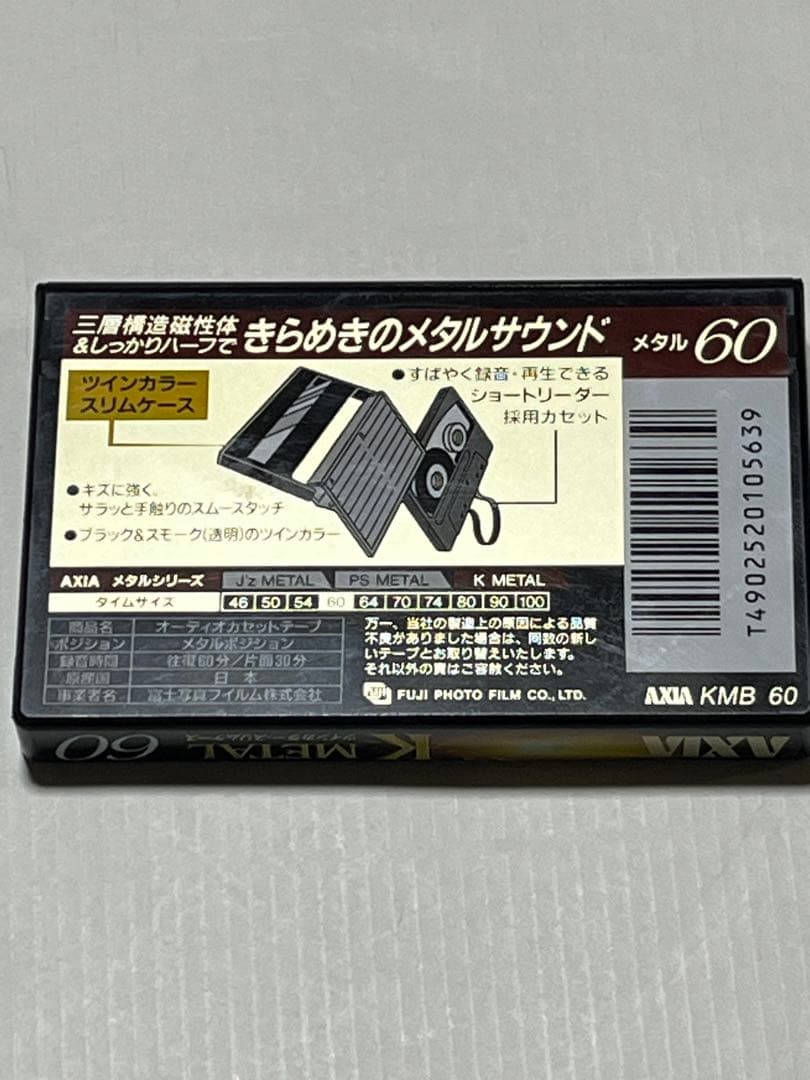 三層構造磁性体
&しっかりハーフで きらめきのメタルサウンド メタル 60
ツインカラー
スリムケース
●すばやく録音・再生できる
ショートリーダー
採用カセット
●キズに強く、
サラッと手触りのスムースタッチ
●ブラック&スモーク(透明)のツインカラー
T4902520105639
AXIA メタルシリーズ J'z METAL PS METAL K METAL
タイムサイズ 46 50 54 60 64 70 74 80 90 100
商品名 オーディオカセットテープ
ポジション メタルポジション
録音時間 往復60分/片面30分
原産国 日本
事業者名 富士写真フイルム株式会社
万一、当社の製造上の原因による品質
不良がありました場合は、同数の新し
いテープとお取り替えいたします。
それ以外の責はご容赦ください。
FUJI FUJI PHOTO FILM CO., LTD.
AXIA KMB 60
AXIA K METAL ツインカラースリムケース 60